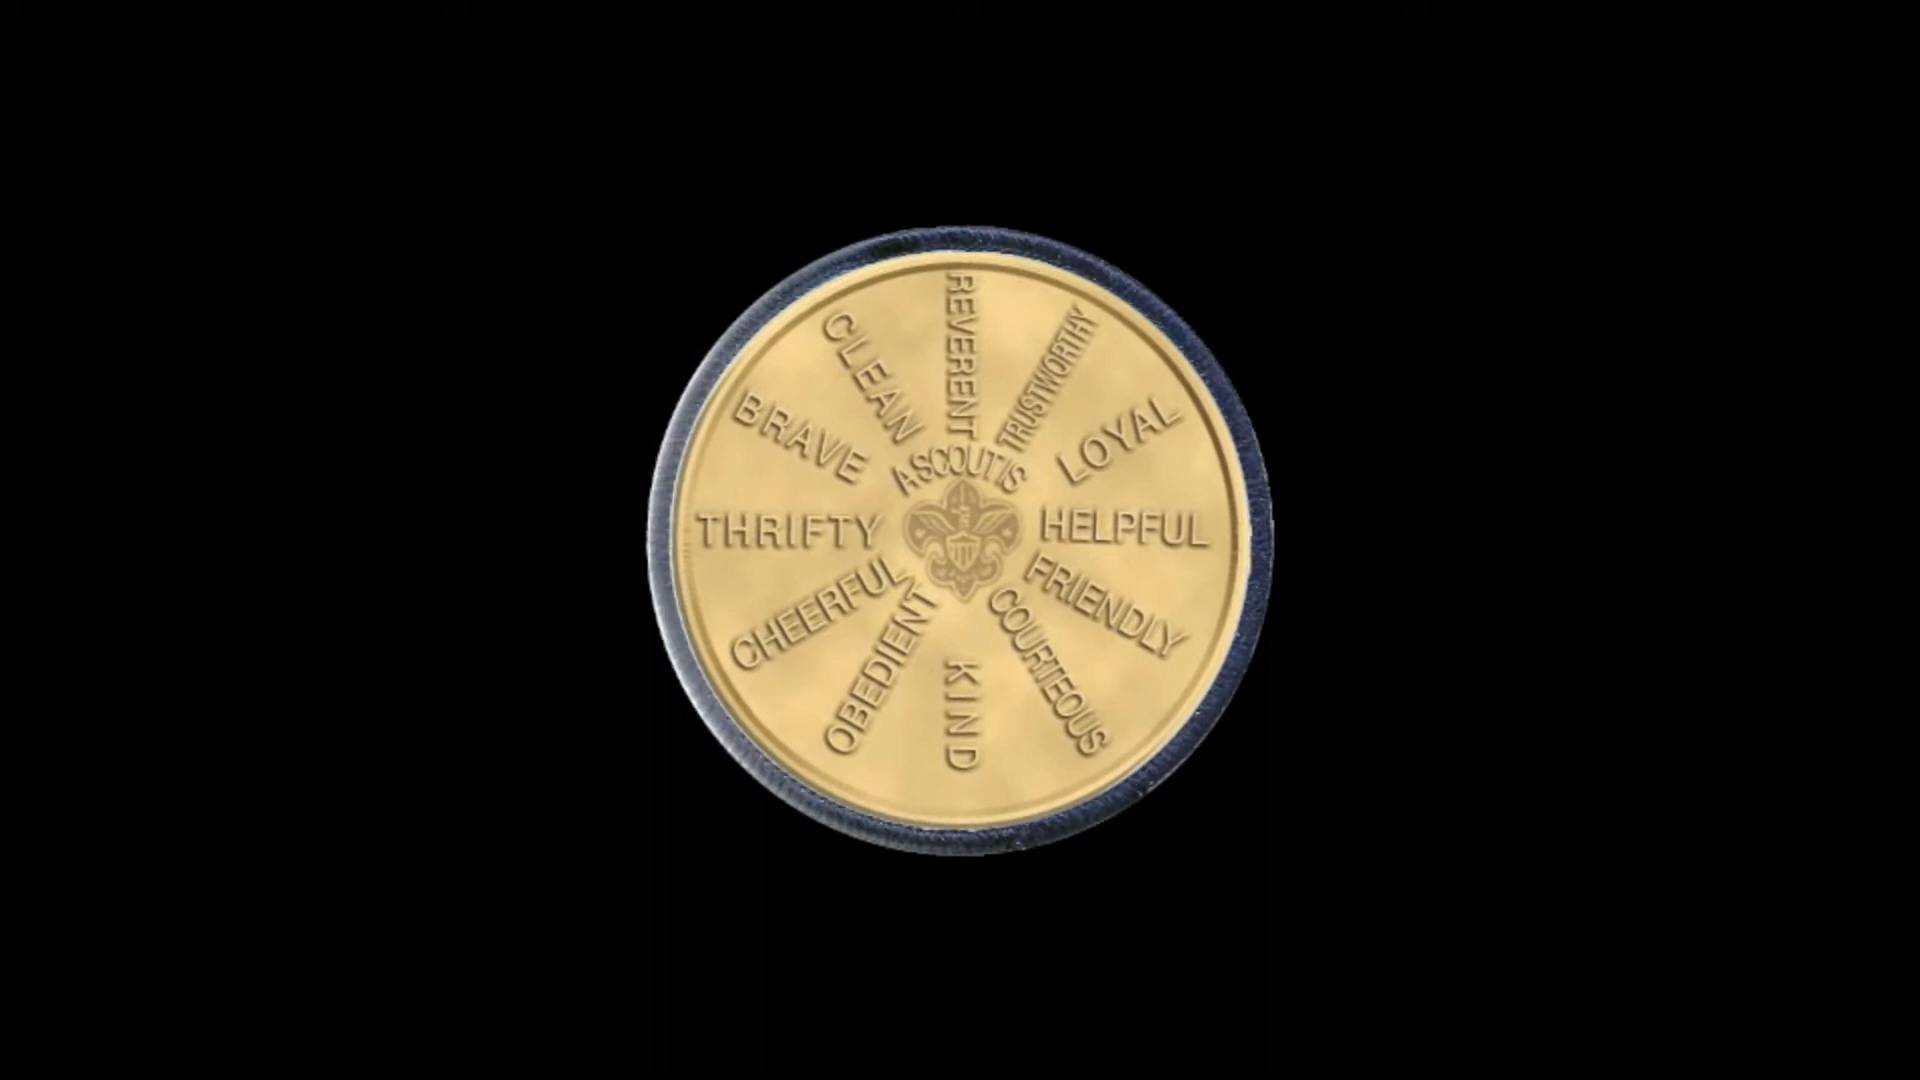 A SCOUT IS
TRUSTWORTHY
LOYAL
HELPFUL
FRIENDLY
COURTEOUS
KIND
OBEDIENT
CHEERFUL
THRIFTY
BRAVE
CLEAN
REVERENT